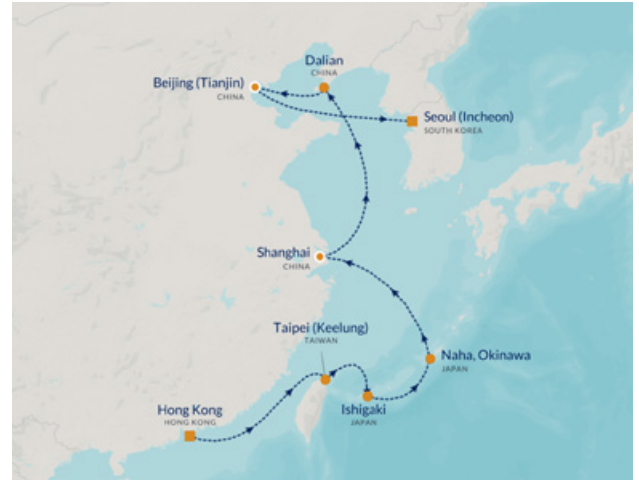 Dalian
CHINA
Beijing (Tianjin)
CHINA
Seoul (Incheon)
SOUTH KOREA
Shanghai
CHINA
Taipei (Keelung)
TAIWAN
Naha, Okinawa
JAPAN
Ishigaki
JAPAN
Hong Kong
HONG KONG